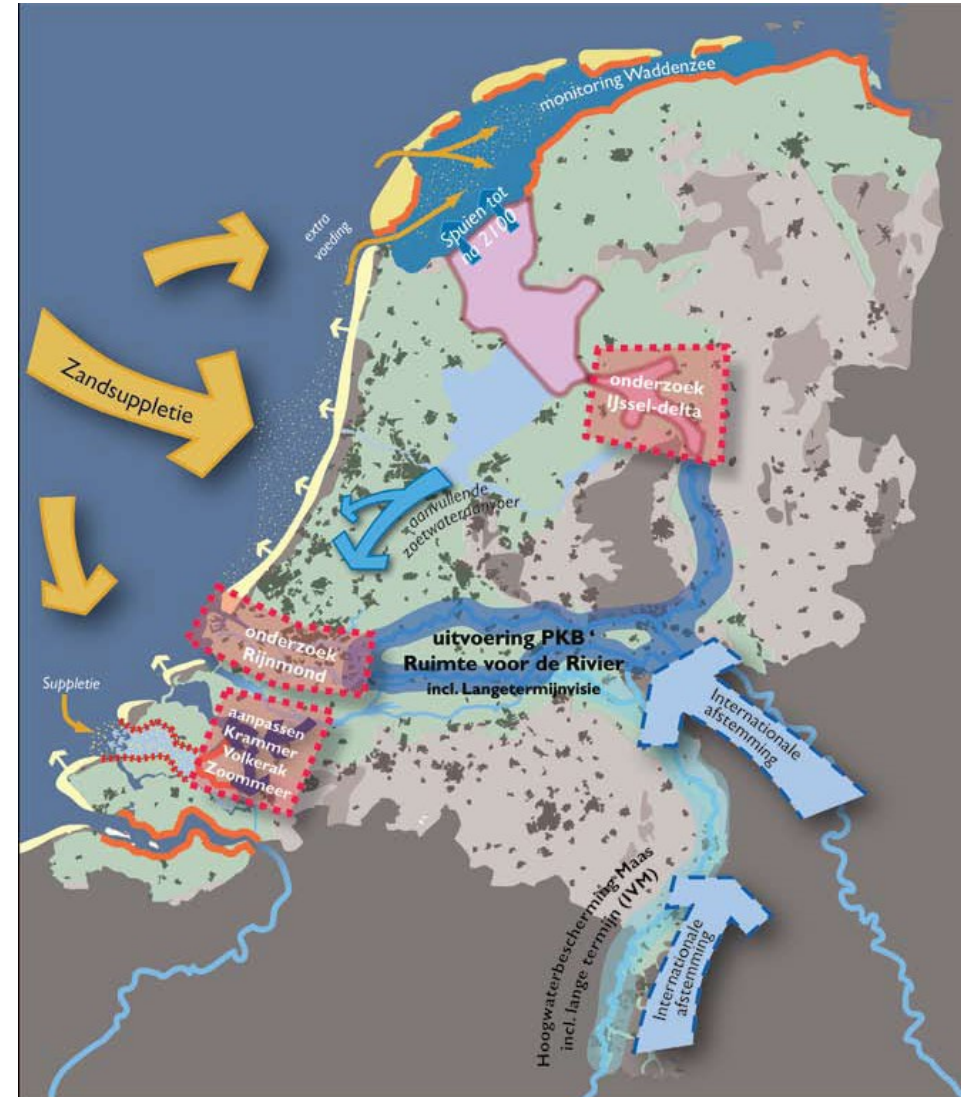 monitoring Waddenzee
extra
voeding
Spuien tot
na 2100
Zandsuppletie
onderzoek
IJssel-delta
aanvullende
zoetwateraanvoer
onderzoek
Rijnmond
uitvoering PKB '
Ruimte voor de Rivier
incl. Langetermijnvisie
Suppletie
aanpassen
Krammer
Volkerak
Zoommeer
Internationale
afstemming
Hoogwaterbescherming Maas
incl. lange termijn (IVM)
Internationale
afstemming